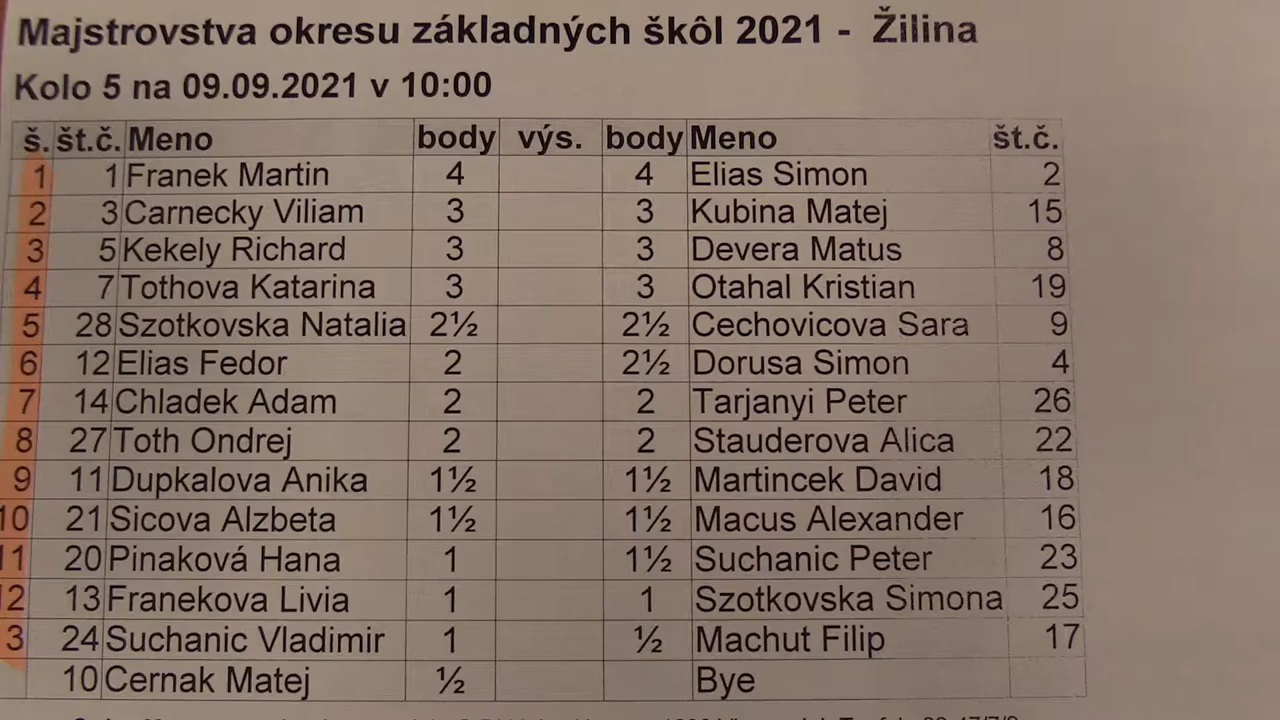 Majstrovstva okresu základných škôl 2021 - Žilina
Kolo 5 na 09.09.2021 v 10:00
š. št.č. Meno body výs. body Meno št.č.
1 1 Franek Martin 4 4 Elias Simon 2
2 3 Carnecky Viliam 3 3 Kubina Matej 15
3 5 Kekely Richard 3 3 Devera Matus 8
4 7 Tothova Katarina 3 3 Otahal Kristian 19
5 28 Szotkovska Natalia 2½ 2½ Cechovicova Sara 9
6 12 Elias Fedor 2 2½ Dorusa Simon 4
7 14 Chladek Adam 2 2 Tarjanyi Peter 26
8 27 Toth Ondrej 2 2 Stauderova Alica 22
9 11 Dupkalova Anika 1½ 1½ Martincek David 18
10 21 Sicova Alzbeta 1½ 1½ Macus Alexander 16
11 20 Pinaková Hana 1 1½ Suchanic Peter 23
12 13 Franekova Livia 1 1 Szotkovska Simona 25
3 24 Suchanic Vladimir 1 ½ Machut Filip 17
10 Cernak Matej ½ Bye